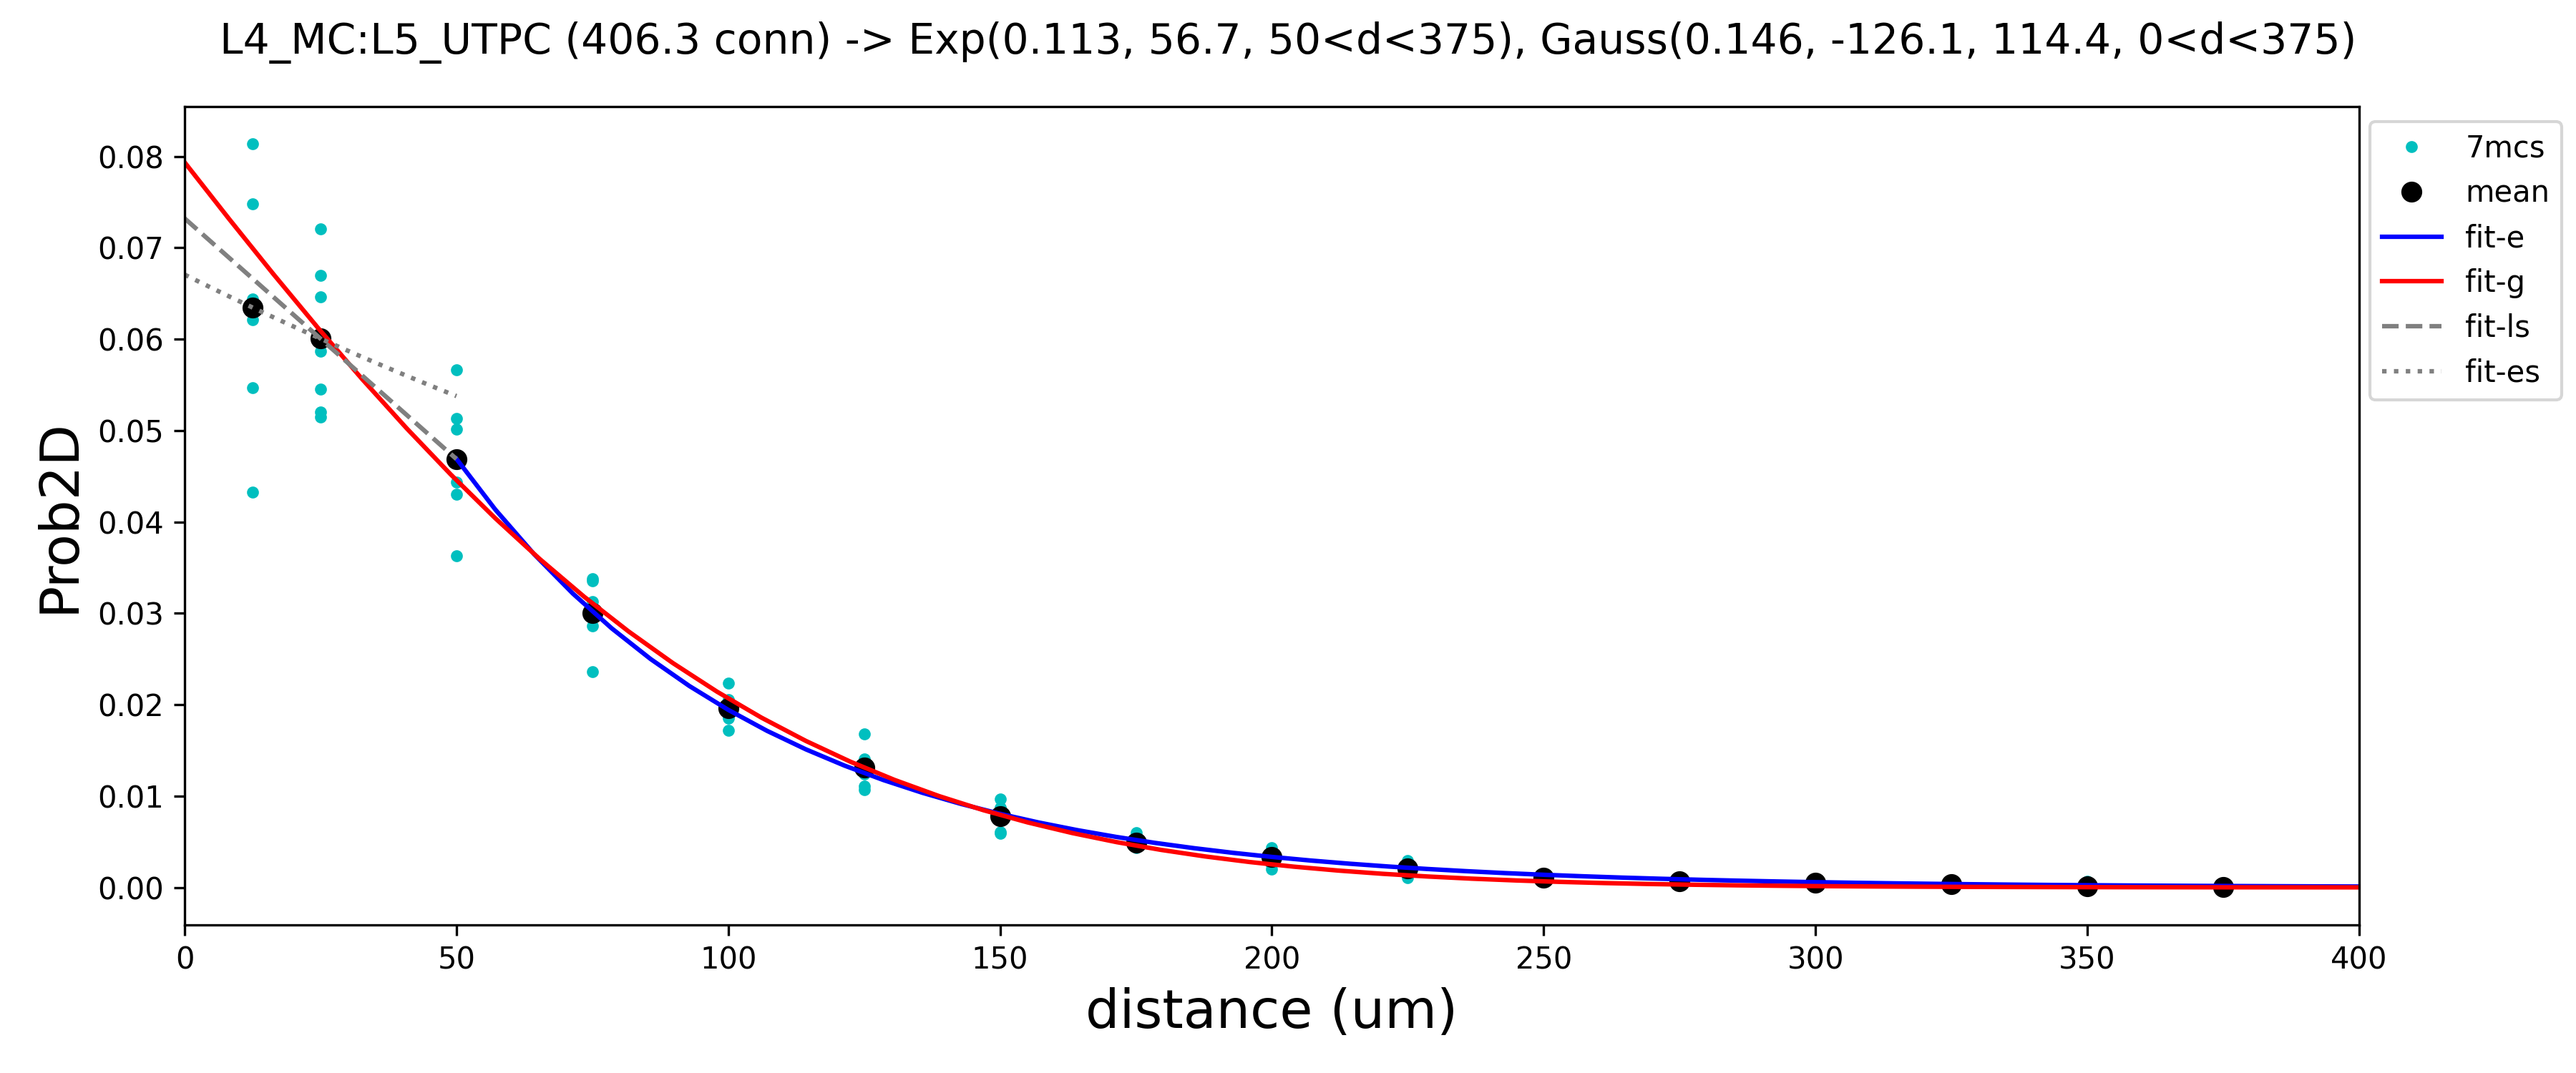 L4_MC:L5_UTPC (406.3 conn) -> Exp(0.113, 56.7, 50<d<375), Gauss(0.146, -126.1, 114.4, 0<d<375)
7mcs
mean
fit-e
fit-g
fit-ls
fit-es
Prob2D
0.08
0.07
0.06
0.05
0.04
0.03
0.02
0.01
0.00
0 50 100 150 200 250 300 350 400
distance (um)